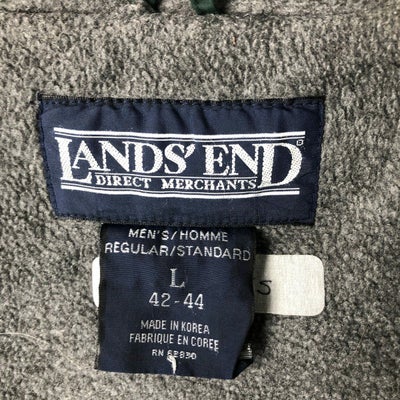 LANDS' END
DIRECT MERCHANTS
MEN'S/HOMME
REGULAR/STANDARD
L
42-44
S
MADE IN KOREA
FABRIQUE EN COREE
RN 62830